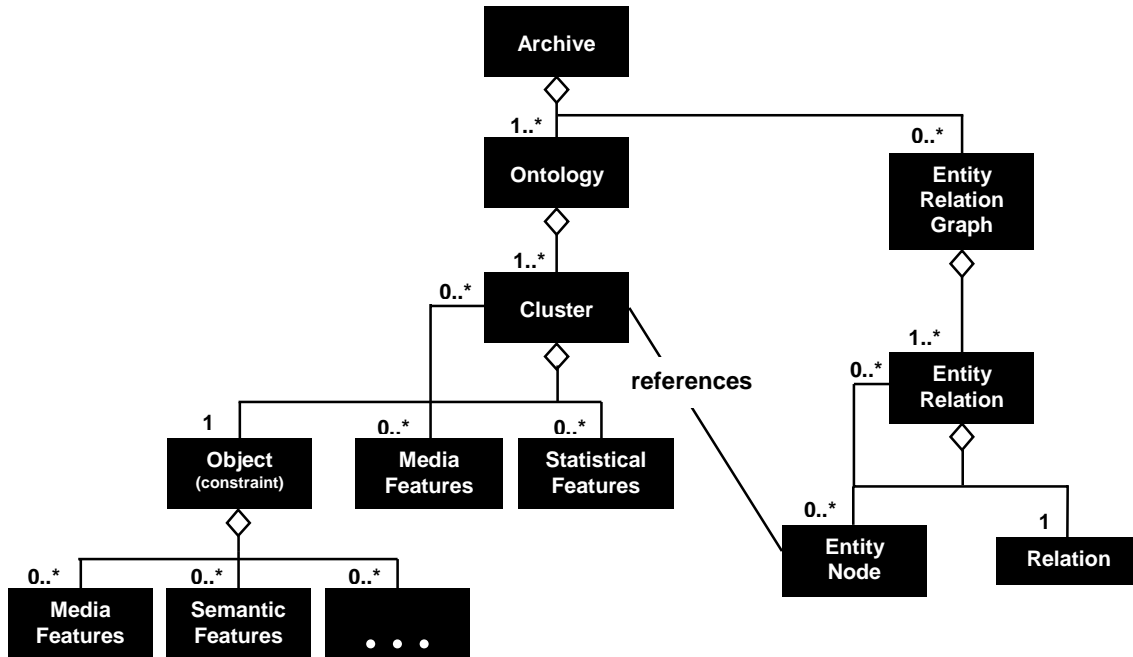 Archive
1..*
0..*
Ontology
Entity
Relation
Graph
1..*
0..*
Cluster
1..*
references
0..*
Entity
Relation
1
0..*
0..*
Object
(constraint)
Media
Features
Statistical
Features
0..*
1
Entity
Node
Relation
0..*
0..*
0..*
Media
Features
Semantic
Features
• • •